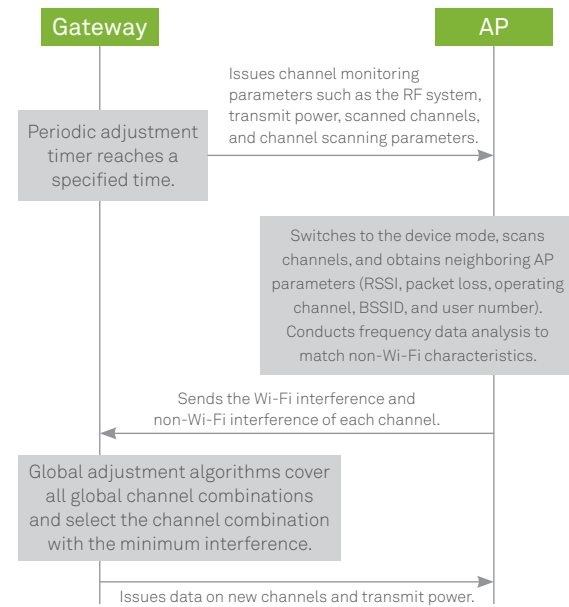 Gateway
AP
Issues channel monitoring
parameters such as the RF system,
transmit power, scanned channels,
and channel scanning parameters.
Periodic adjustment
timer reaches a
specified time.
Switches to the device mode, scans
channels, and obtains neighboring AP
parameters (RSSI, packet loss, operating
channel, BSSID, and user number).
Conducts frequency data analysis to
match non-Wi-Fi characteristics.
Sends the Wi-Fi interference and
non-Wi-Fi interference of each channel.
Global adjustment algorithms cover
all global channel combinations
and select the channel combination
with the minimum interference.
Issues data on new channels and transmit power.